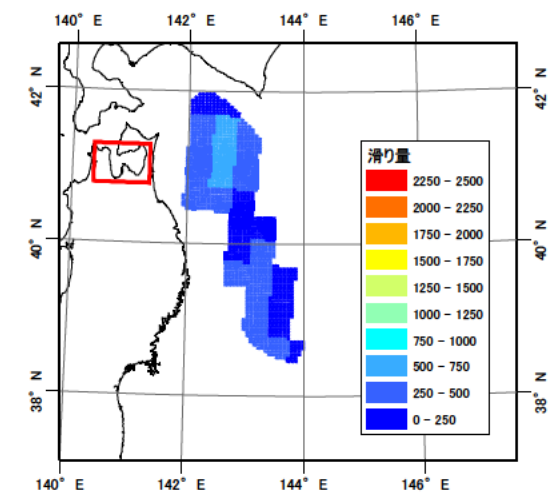 140° E 142° E 144° E 146° E
42° N
42° N
滑り量
2250 - 2500
2000 - 2250
1750 - 2000
1500 - 1750
1250 - 1500
1000 - 1250
750 - 1000
500 - 750
250 - 500
0 - 250
40° N
40° N
38° N
38° N
140° E 142° E 144° E 146° E